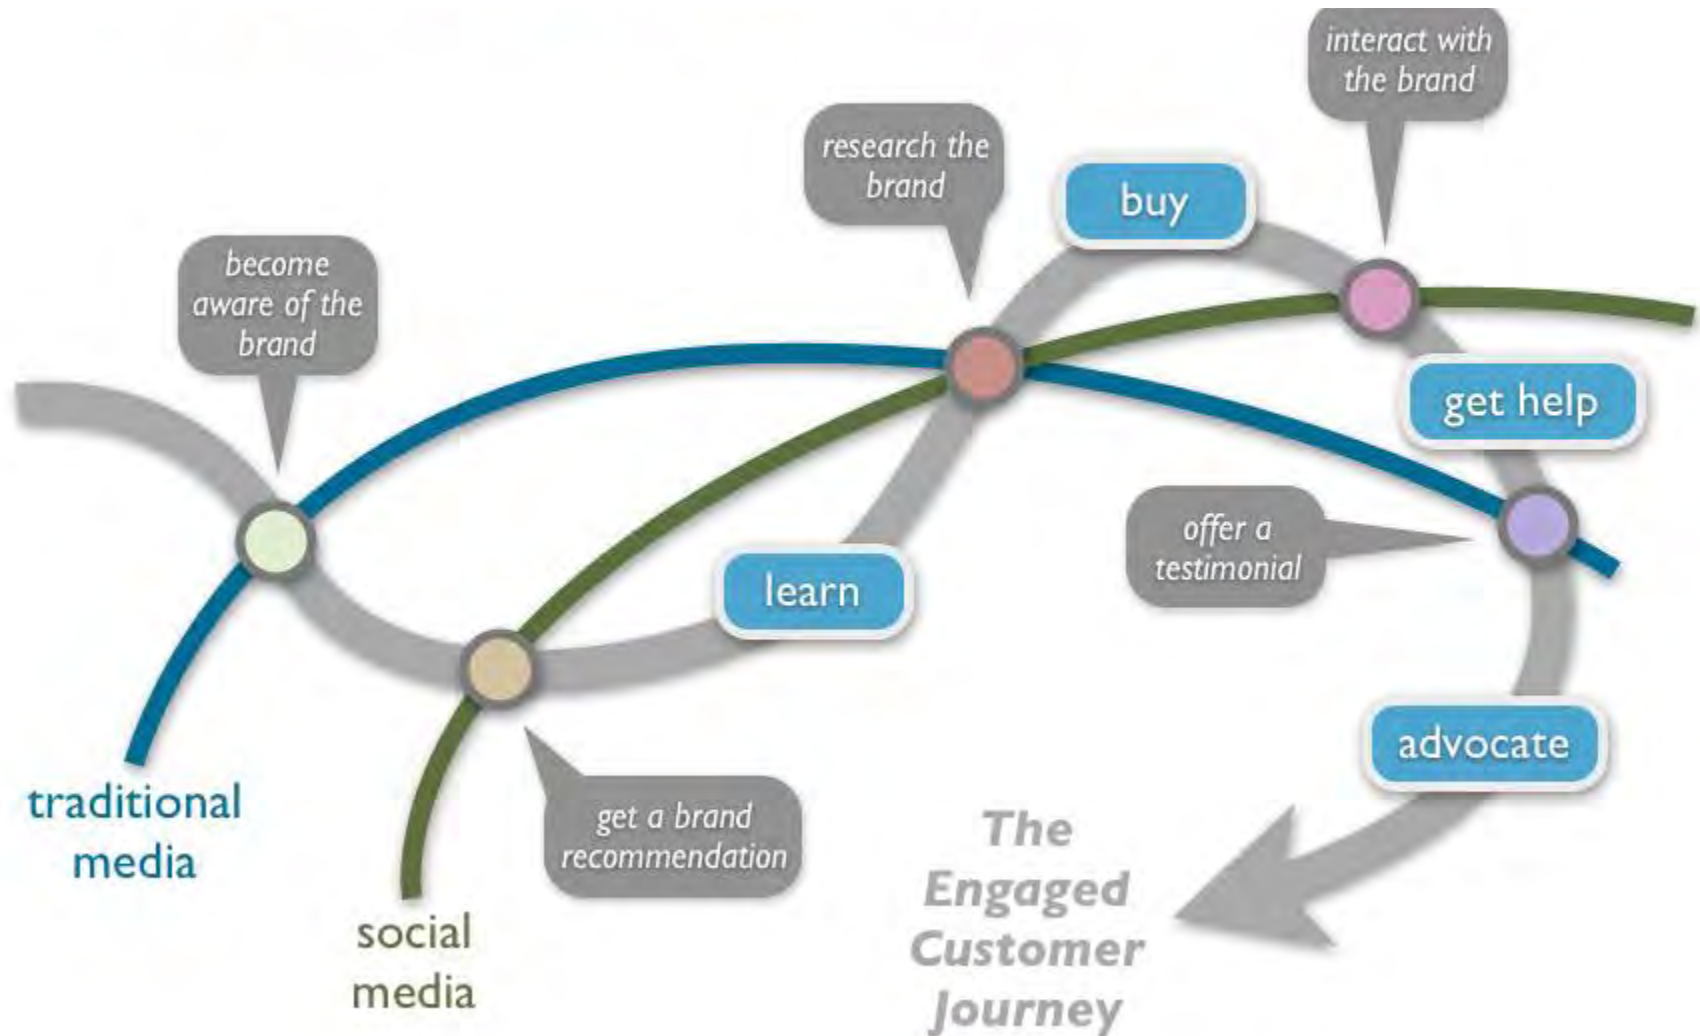 interact with
the brand
research the
brand
buy
become
aware of the
brand
get help
offer a
testimonial
learn
advocate
traditional
media
get a brand
recommendation
social
media
The
Engaged
Customer
Journey